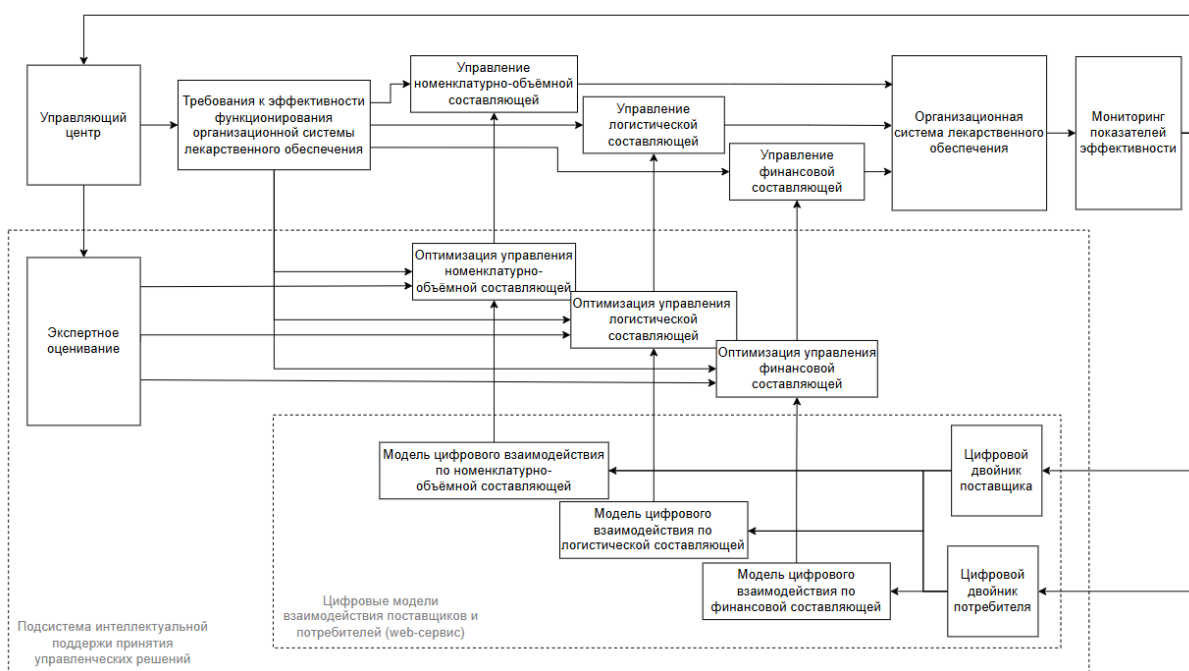 Управляющий
центр
Требования к эффективности
функционирования
организационной системы
лекарственного обеспечения
Управление
номенклатурно-объёмной
составляющей
Управление
логистической
составляющей
Управление
финансовой
составляющей
Организационная
система лекарственного
обеспечения
Мониторинг
показателей
эффективности
Экспертное
оценивание
Оптимизация управления
номенклатурно-
объёмной составляющей
Оптимизация управления
логистической
составляющей
Оптимизация управления
финансовой
составляющей
Модель цифрового взаимодействия
по номенклатурно-
объёмной составляющей
Модель цифрового
взаимодействия по
логистической составляющей
Модель цифрового
взаимодействия по
финансовой составляющей
Цифровой
двойник
поставщика
Цифровой
двойник
потребителя
Цифровые модели
взаимодействия поставщиков и
потребителей (web-сервис)
Подсистема интеллектуальной
поддержи принятия
управленческих решений